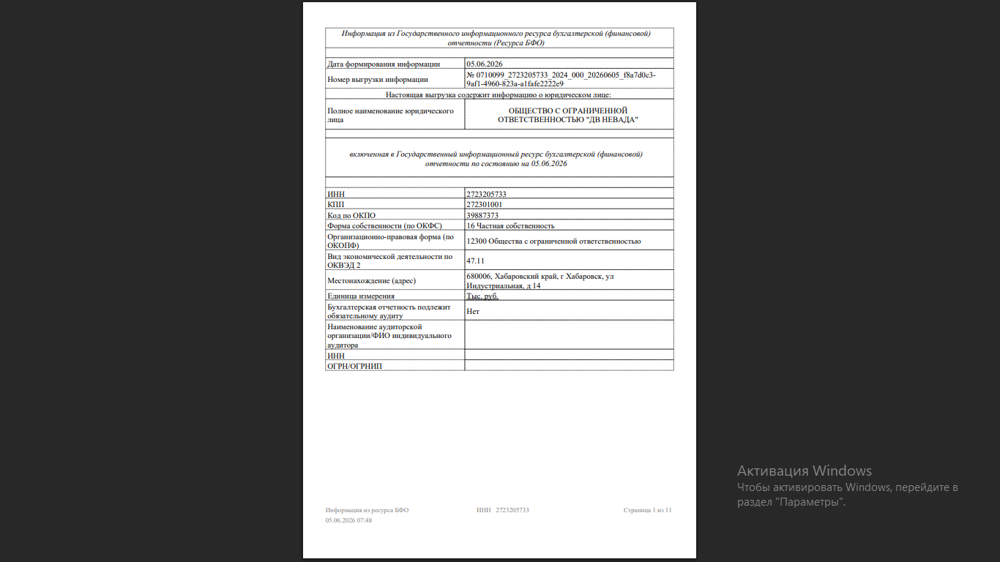 Информация из Государственного информационного ресурса бухгалтерской (финансовой)
отчетности (Ресурса БФО)
Дата формирования информации 05.06.2026
Номер выгрузки информации № 0710099_2723205733_2024_000_20260605_f8a7d0c3-
9af1-4960-823a-a1fafe2222e9
Настоящая выгрузка содержит информацию о юридическом лице:
Полное наименование юридического
лица
ОБЩЕСТВО С ОГРАНИЧЕННОЙ
ОТВЕТСТВЕННОСТЬЮ "ДВ НЕВАДА"
включенная в Государственный информационный ресурс бухгалтерской (финансовой)
отчетности по состоянию на 05.06.2026
ИНН 2723205733
КПП 272301001
Код по ОКПО 39887373
Форма собственности (по ОКФС) 16 Частная собственность
Организационно-правовая форма (по
ОКОПФ)
12300 Общества с ограниченной ответственностью
Вид экономической деятельности по
ОКВЭД 2
47.11
Местонахождение (адрес)
680006, Хабаровский край, г Хабаровск, ул
Индустриальная, д 14
Единица измерения Тыс. руб.
Бухгалтерская отчетность подлежит
обязательному аудиту
Нет
Наименование аудиторской
организации/ФИО индивидуального
аудитора
ИНН
ОГРН/ОГРНИП
Информация из ресурса БФО ИНН 2723205733 Страница 1 из 11
05.06.2026 07:48
Активация Windows
Чтобы активировать Windows, перейдите в
раздел "Параметры".